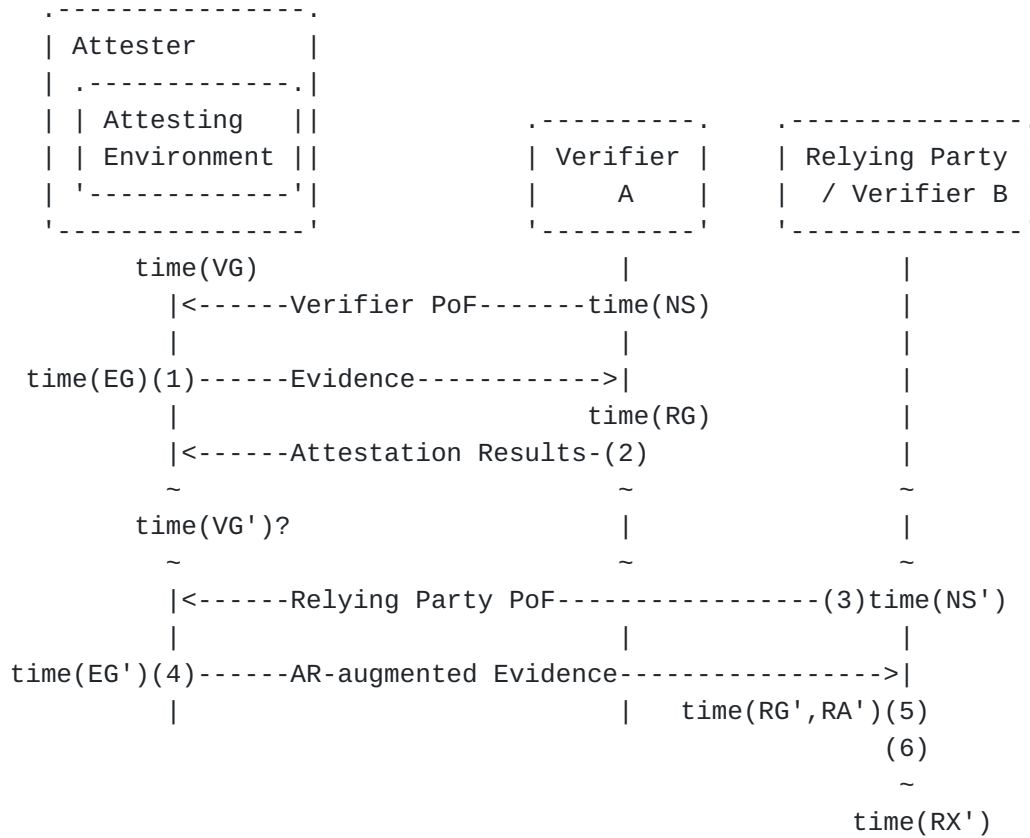 .----------------.
| Attester       |
| .-------------.|
| | Attesting   ||              .----------.    .---------------.
| | Environment ||              | Verifier |    | Relying Party |
| '-------------'|              |     A    |    |  / Verifier B |
'----------------'              '----------'    '---------------'
time(VG)                        |                 |
|<------Verifier PoF-------time(NS)            |
|                            |                 |
time(EG)(1)------Evidence------------>|                 |
|                          time(RG)            |
|<------Attestation Results-(2)                |
~                            ~                 ~
time(VG')?                      |                 |
~                            ~                 ~
|<------Relying Party PoF-----------------(3)time(NS')
|                            |                 |
time(EG')(4)------AR-augmented Evidence----------------->|
|                            |   time(RG',RA')(5)
(6)
~
time(RX')